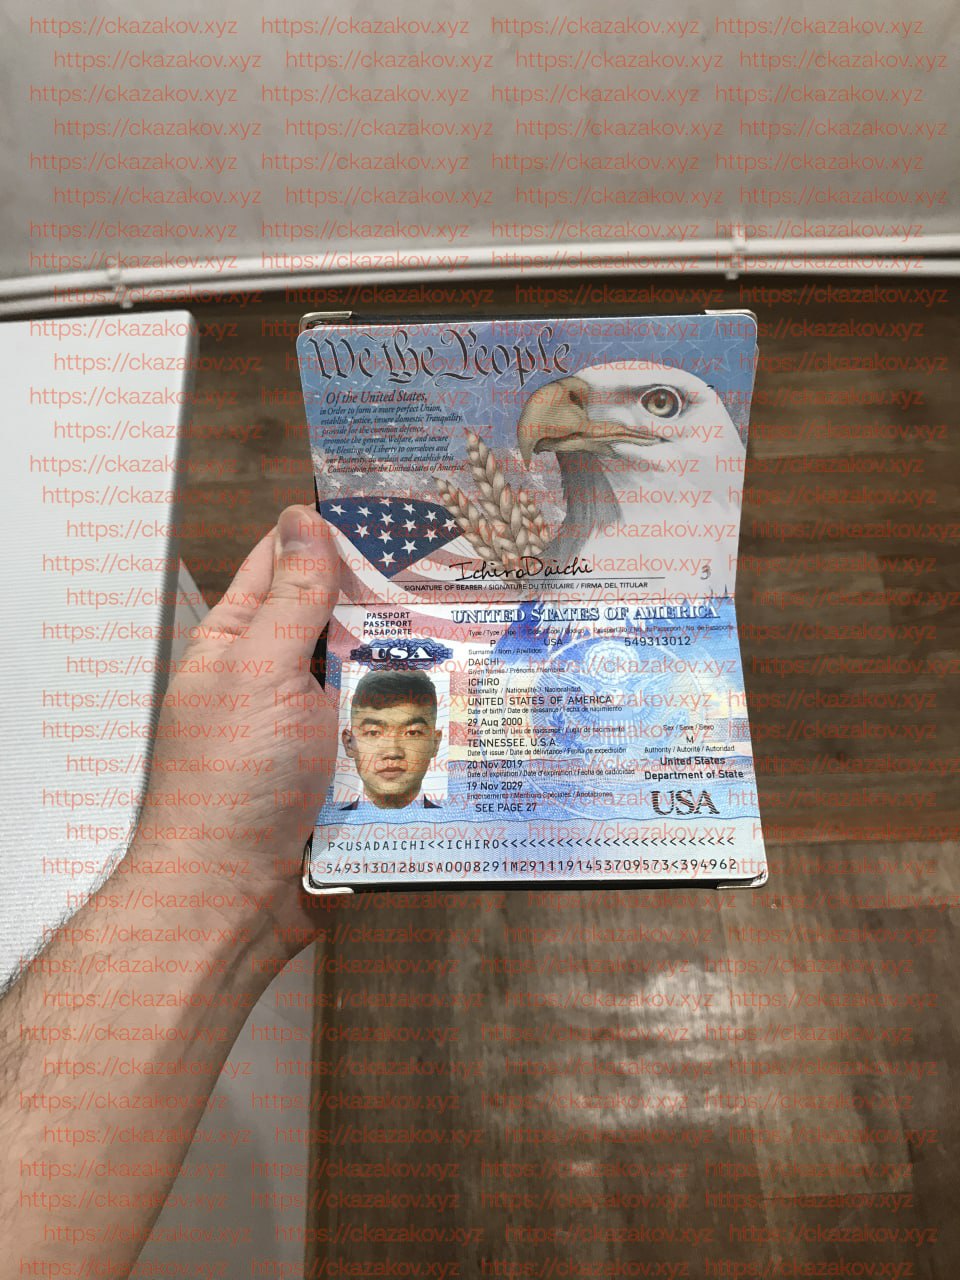 https://ckazakov.xyz
We the People
Of the United States,
in Order to form a more perfect Union,
establish Justice, insure domestic Tranquility,
provide for the common defence,
promote the general Welfare, and secure
the Blessings of Liberty to ourselves and
our Posterity, do ordain and establish this
Constitution for the United States of America.
Ichiro Daichi
SIGNATURE OF BEARER / SIGNATURE DU TITULAIRE / FIRMA DEL TITULAR
3
PASSPORT
PASSEPORT
PASAPORTE
USA
UNITED STATES OF AMERICA
Type / Type / Tipo Code / Code / Codigo Passport No.
P USA 549313012
Surname / Nom / Apellidos
DAICHI
Given Names / Prénoms / Nombres
ICHIRO
Nationality / Nationalité / Nacionalidad
UNITED STATES OF AMERICA
Date of birth / Date de naissance / Fecha de nacimiento
29 Aug 2000
Place of birth / Lieu de naissance / Lugar de nacimiento
TENNESSEE, U.S.A.
Sex / Sexe / Sexo
M
Date of issue / Date de délivrance / Fecha de expedición
20 Nov 2019
Authority / Autorité / Autoridad
United States
Department of State
Date of expiration / Date d'expiration / Fecha de caducidad
19 Nov 2029
Endorsements / Mentions Spéciales / Anotaciones
SEE PAGE 27
USA
P<USADAICHI<<ICHIRO<<<<<<<<<<<<<<<<<<<<<<<<<
5493130128USA0008291M2911191453709573<394962